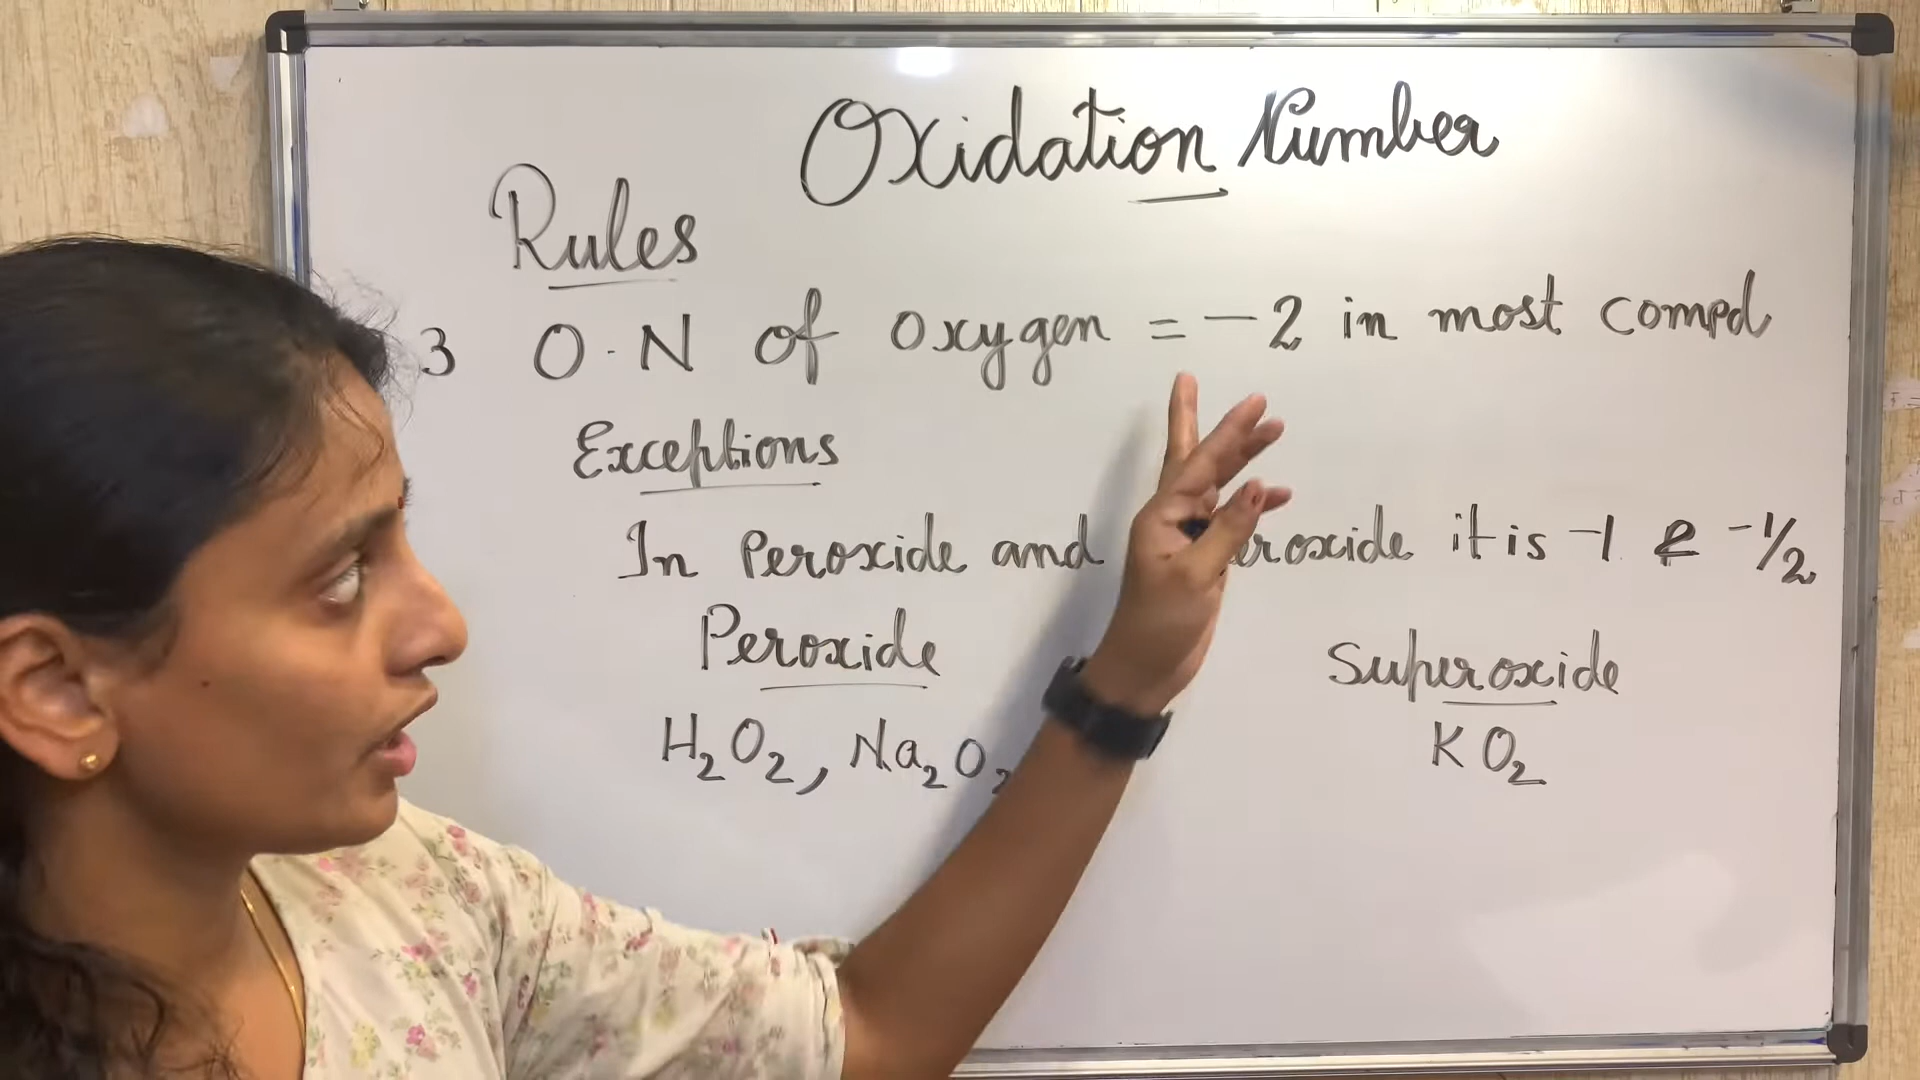 Oxidation Number
Rules
3 O.N of oxygen = -2 in most compd
Exceptions
In Peroxide and eroxide it is -1 & -1/2
Peroxide
Superoxide
H₂O₂, Na₂O₂
KO₂